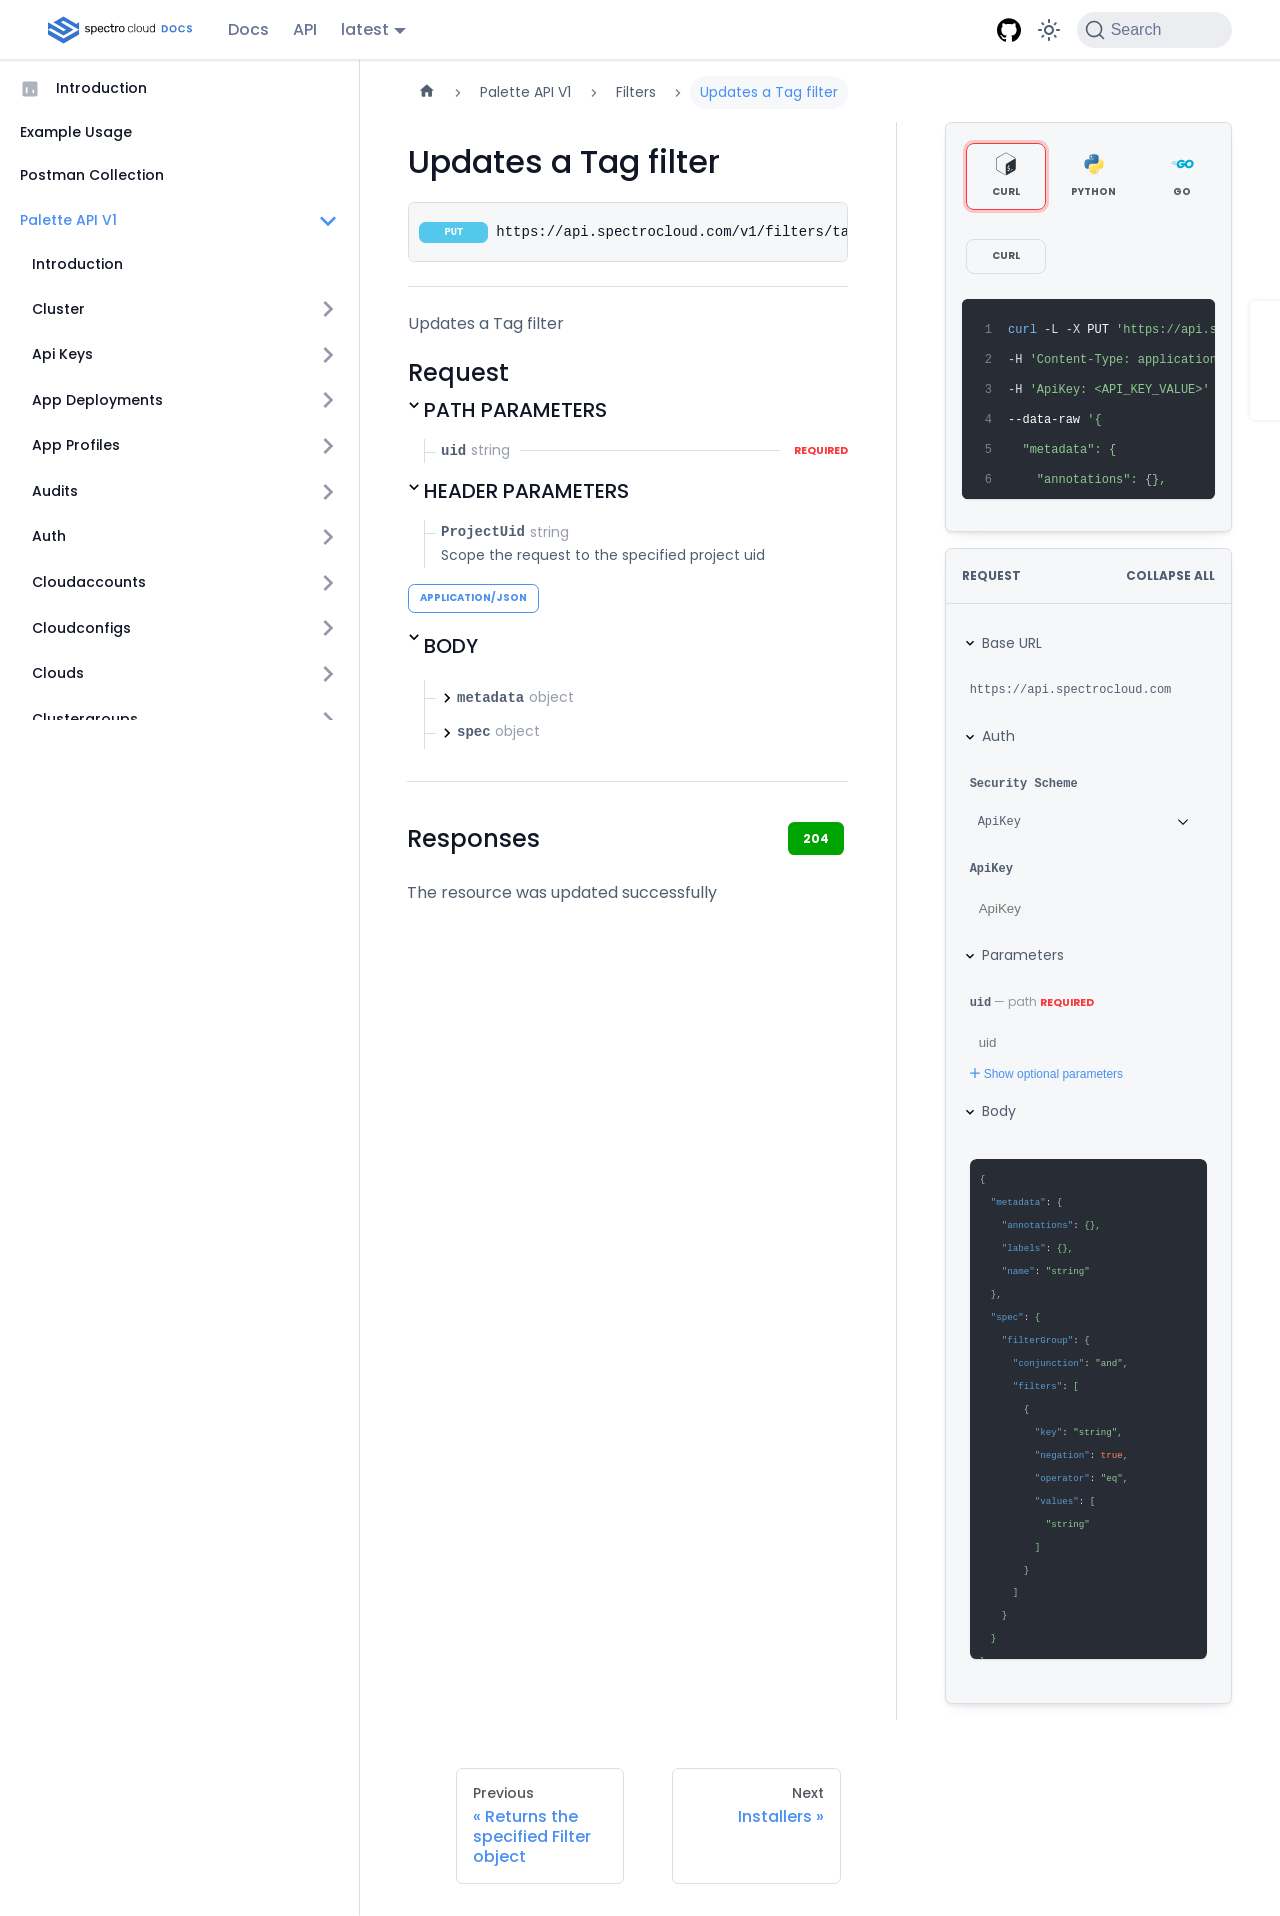 spectro cloud DOCS
Docs
API
latest
Search
Introduction
Example Usage
Postman Collection
Palette API V1
Introduction
Cluster
Api Keys
App Deployments
App Profiles
Audits
Auth
Cloudaccounts
Cloudconfigs
Clouds
Clustergroups
Palette API V1
Filters
Updates a Tag filter
Updates a Tag filter
PUT https://api.spectrocloud.com/v1/filters/ta
Updates a Tag filter
Request
PATH PARAMETERS
uid string REQUIRED
HEADER PARAMETERS
ProjectUid string
Scope the request to the specified project uid
APPLICATION/JSON
BODY
metadata object
spec object
Responses
204
The resource was updated successfully
CURL
PYTHON
GO
CURL
1 curl -L -X PUT 'https://api.s
2 -H 'Content-Type: application
3 -H 'ApiKey: <API_KEY_VALUE>'
4 --data-raw '{
5 "metadata": {
6 "annotations": {},
REQUEST COLLAPSE ALL
Base URL
https://api.spectrocloud.com
Auth
Security Scheme
ApiKey
ApiKey
ApiKey
Parameters
uid — path REQUIRED
uid
Show optional parameters
Body
{
"metadata": {
"annotations": {},
"labels": {},
"name": "string"
},
"spec": {
"filterGroup": {
"conjunction": "and",
"filters": [
{
"key": "string",
"negation": true,
"operator": "eq",
"values": [
"string"
]
}
]
}
}
Previous
« Returns the
specified Filter
object
Next
Installers »